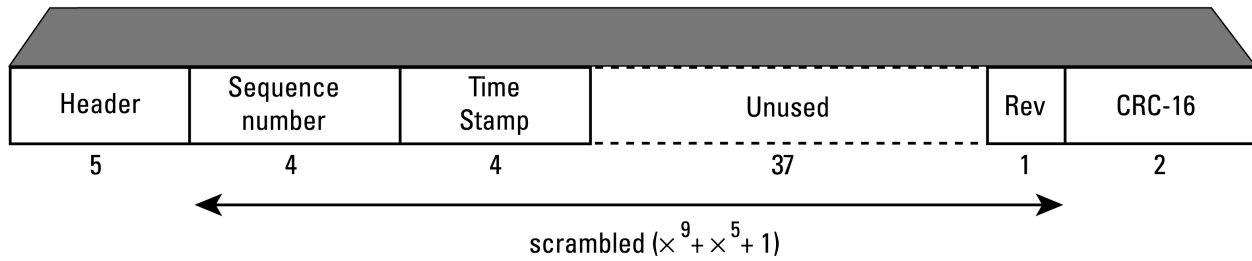 Header
Sequence
number
Time
Stamp
Unused
Rev
CRC-16
5
4
4
37
1
2
scrambled (×⁹+×⁵+1)